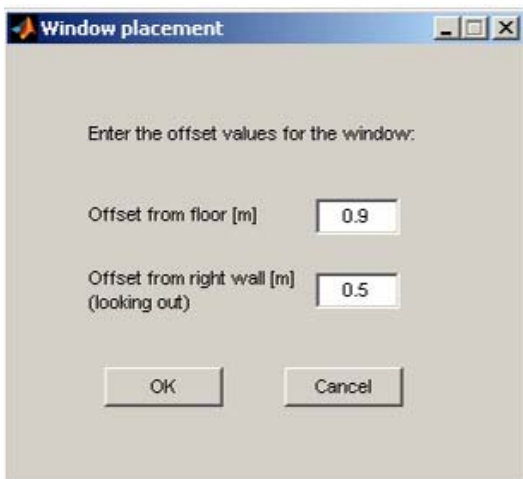 Window placement
Enter the offset values for the window:
Offset from floor [m] 0.9
Offset from right wall [m] 0.5
(looking out)
OK Cancel